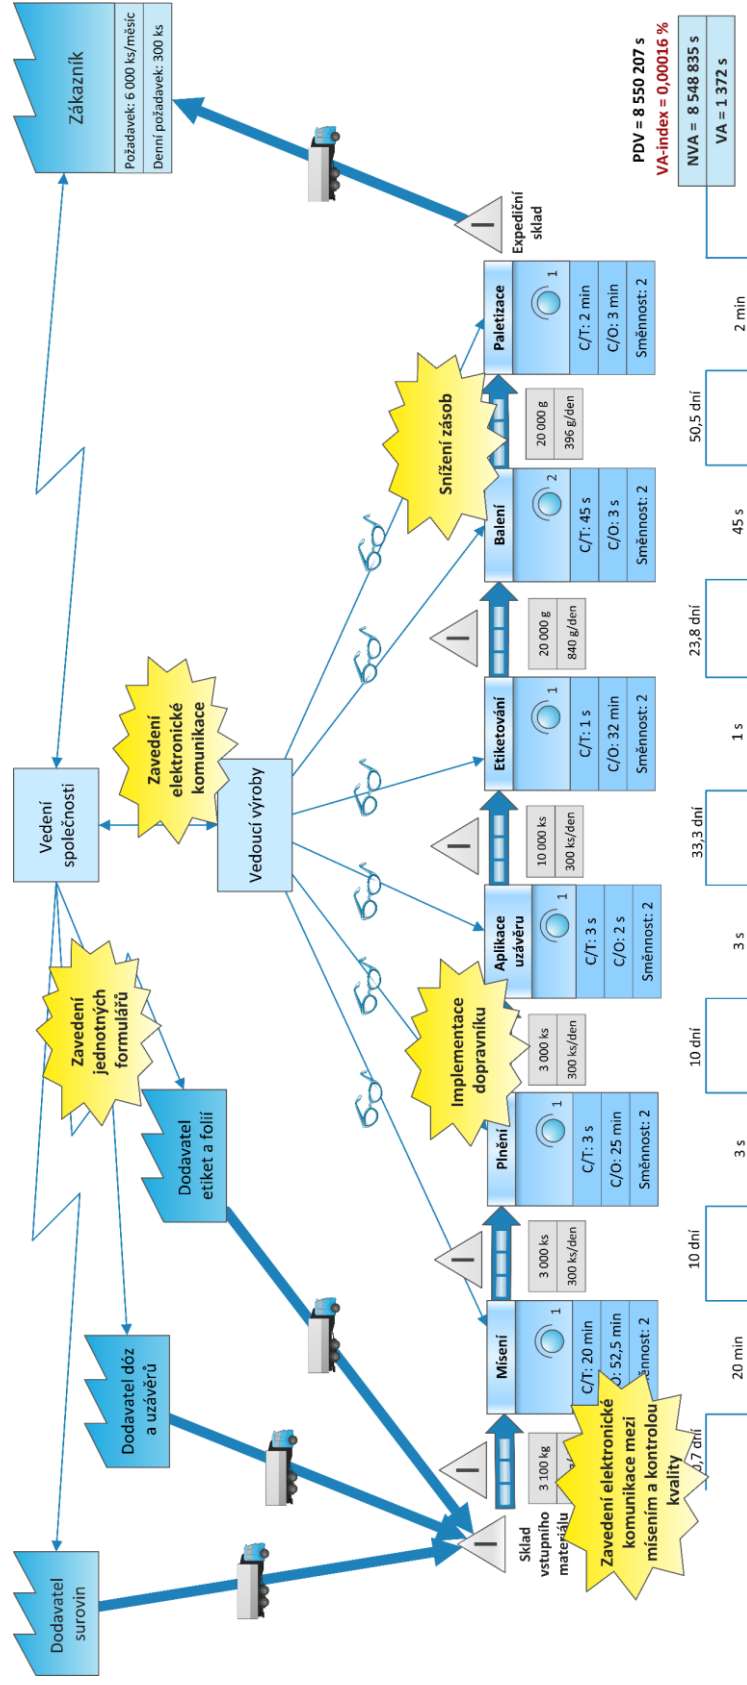 Dodavatel
surovin
Dodavatel dóz
a uzávěrů
Dodavatel
etiket a folií
Zavedení
jednotných
formulářů
Vedení
společnosti
Zavedení
elektronické
komunikace
Vedoucí výroby
Zákazník
Požadavek: 6 000 ks/měsíc
Denní požadavek: 300 ks
Implementace
dopravníku
Snížení zásob
I
Sklad
vstupního
materiálu
I
3 100 kg
Mísení
1
C/T: 20 min
52,5 min
Zavedení elektronické
komunikace mezi
mísením a kontrolou
kvality
I
3 000 ks
300 ks/den
Plnění
1
C/T: 3 s
C/O: 25 min
Směnnost: 2
3 000 ks
300 ks/den
Aplikace
uzávěru
1
C/T: 3 s
C/O: 2 s
Směnnost: 2
I
10 000 ks
300 ks/den
Etiketování
1
C/T: 1 s
C/O: 32 min
Směnnost: 2
I
20 000 g
840 g/den
Balení
2
C/T: 45 s
C/O: 3 s
Směnnost: 2
20 000 g
396 g/den
Paletizace
1
C/T: 2 min
C/O: 3 min
Směnnost: 2
I
Expediční
sklad
20 min
10 dní
3 s
10 dní
3 s
33,3 dní
1 s
23,8 dní
45 s
50,5 dní
2 min
PDV = 8 550 207 s
VA-index = 0,00016 %
NVA = 8 548 835 s
VA = 1 372 s